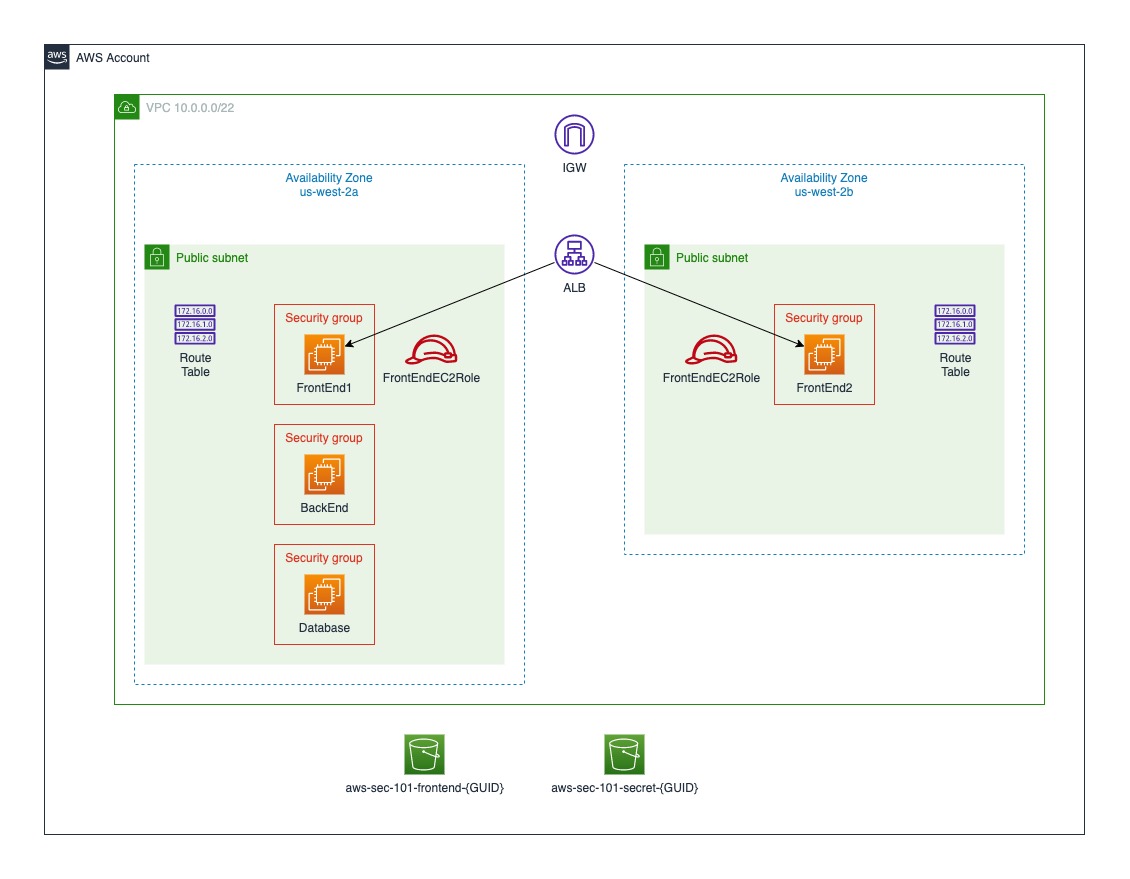 aws
AWS Account
VPC 10.0.0.0/22
IGW
Availability Zone
us-west-2a
Availability Zone
us-west-2b
Public subnet
ALB
Public subnet
172.16.0.0
172.16.1.0
172.16.2.0
Route
Table
Security group
FrontEnd1
FrontEndEC2Role
FrontEndEC2Role
Security group
FrontEnd2
172.16.0.0
172.16.1.0
172.16.2.0
Route
Table
Security group
BackEnd
Security group
Database
aws-sec-101-frontend-{GUID}
aws-sec-101-secret-{GUID}